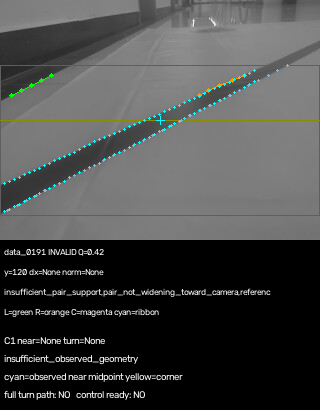 data_0191 INVALID Q=0.42
y=120 dx=None norm=None
insufficient_pair_support,pair_not_widening_toward_camera,referenc
L=green R=orange C=magenta cyan=ribbon
C1 near=None turn=None
insufficient_observed_geometry
cyan=observed near midpoint yellow=corner
full turn path: NO control ready: NO